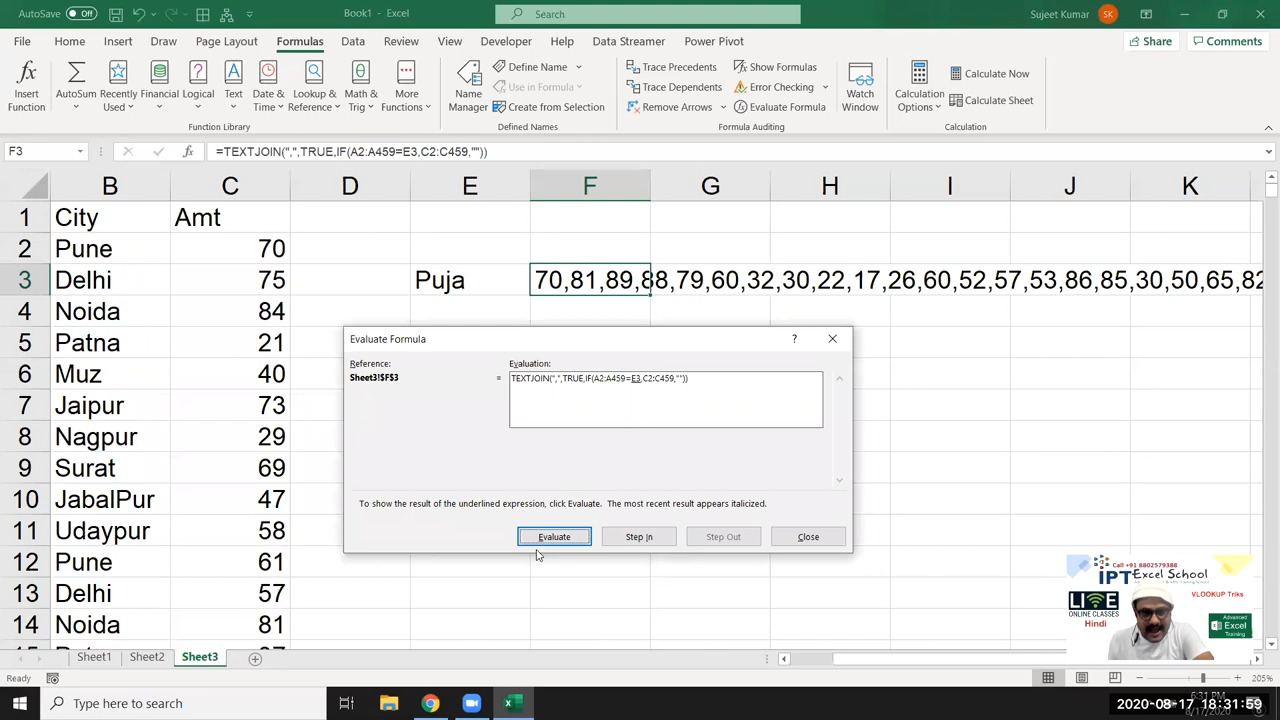 AutoSave Off
Book1 - Excel
Search
Sujeet Kumar SK
File Home Insert Draw Page Layout Formulas Data Review View Developer Help Data Streamer Power Pivot
Share Comments
Insert Function
AutoSum
Recently Used
Financial
Logical
Text
Date & Time
Lookup & Reference
Math & Trig
More Functions
Function Library
Name Manager
Define Name
Use in Formula
Create from Selection
Defined Names
Trace Precedents
Trace Dependents
Remove Arrows
Show Formulas
Error Checking
Evaluate Formula
Formula Auditing
Watch Window
Calculation Options
Calculate Now
Calculate Sheet
Calculation
F3 fx =TEXTJOIN(",",TRUE,IF(A2:A459=E3,C2:C459,""))
B C D E F G H I J K
1 City Amt
2 Pune 70
3 Delhi 75 Puja 70,81,89,88,79,60,32,30,22,17,26,60,52,57,53,86,85,30,50,65,82
4 Noida 84
5 Patna 21
6 Muz 40
7 Jaipur 73
8 Nagpur 29
9 Surat 69
10 JabalPur 47
11 Udaypur 58
12 Pune 61
13 Delhi 57
14 Noida 81
Evaluate Formula ?
Reference: Evaluation:
Sheet3!$F$3 = TEXTJOIN(",",TRUE,IF(A2:A459=E3,C2:C459,""))
To show the result of the underlined expression, click Evaluate. The most recent result appears italicized.
Evaluate Step In Step Out Close
Call +91 8802579388
IPT Excel School
LIVE
ONLINE CLASSES
Hindi
VLOOKUP Triks
Advanced
Excel
Training
Sheet1 Sheet2 Sheet3
Ready
205%
Type here to search
6:31 PM
8/17/2020
2020-08-17 18:31:59